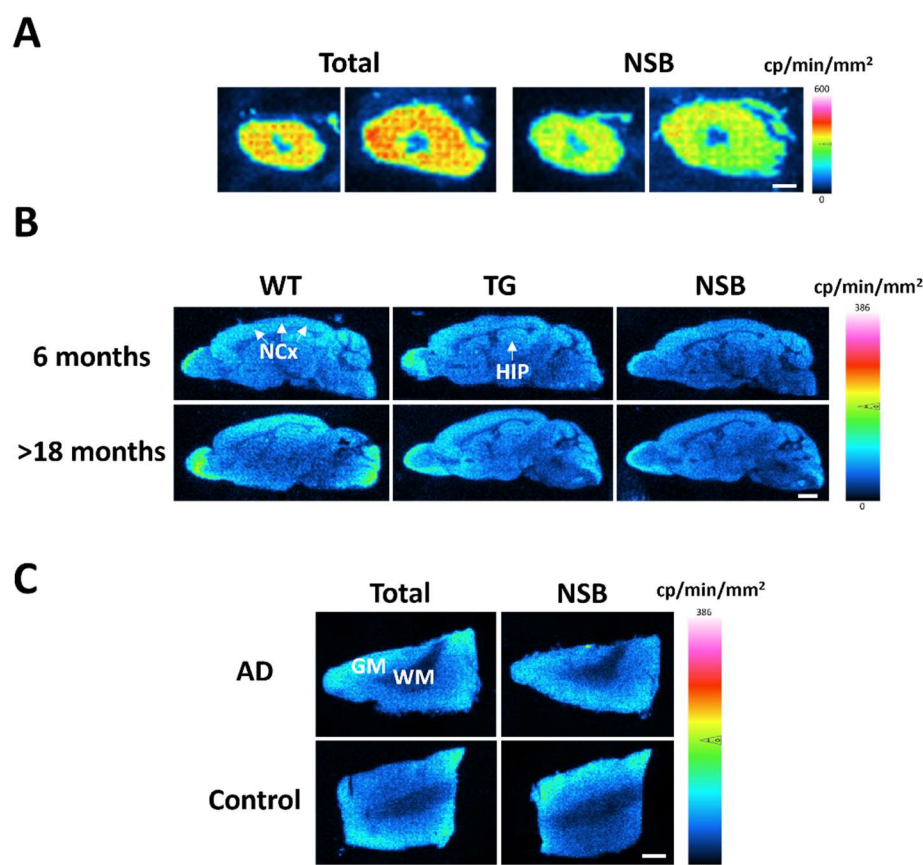 A
Total NSB cp/min/mm²
600
0
B
WT TG NSB cp/min/mm²
386
6 months
NCx
HIP
>18 months
0
C
Total NSB cp/min/mm²
386
AD
GM
WM
Control
0